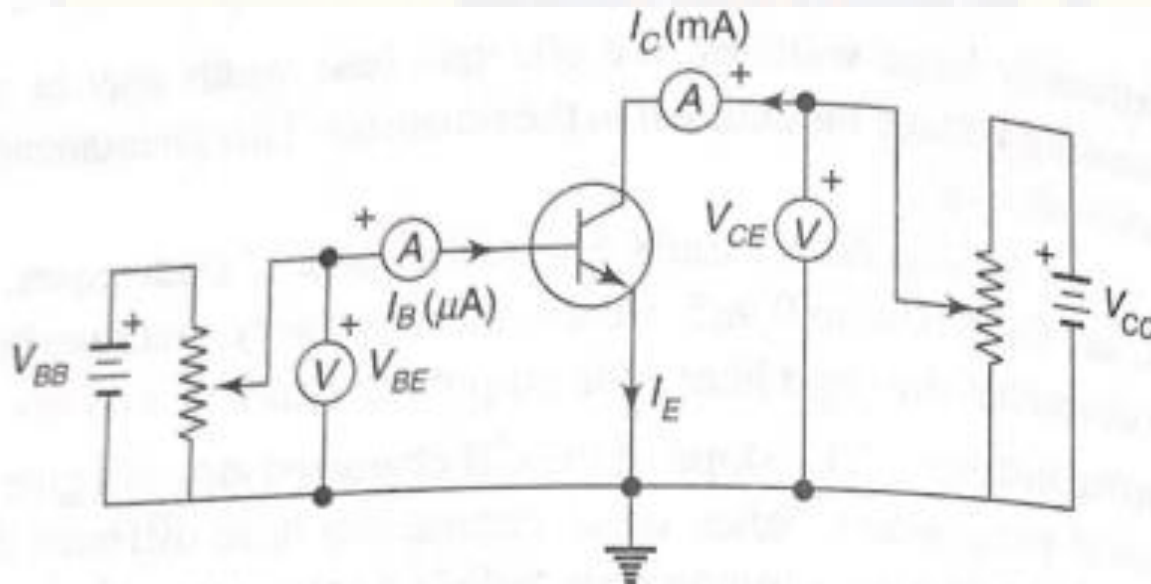 I_C (mA)
+
A
+
+
+
V_CE
V
A
I_B (μA)
+
V_CC
+
V_BB
+
V
V_BE
I_E